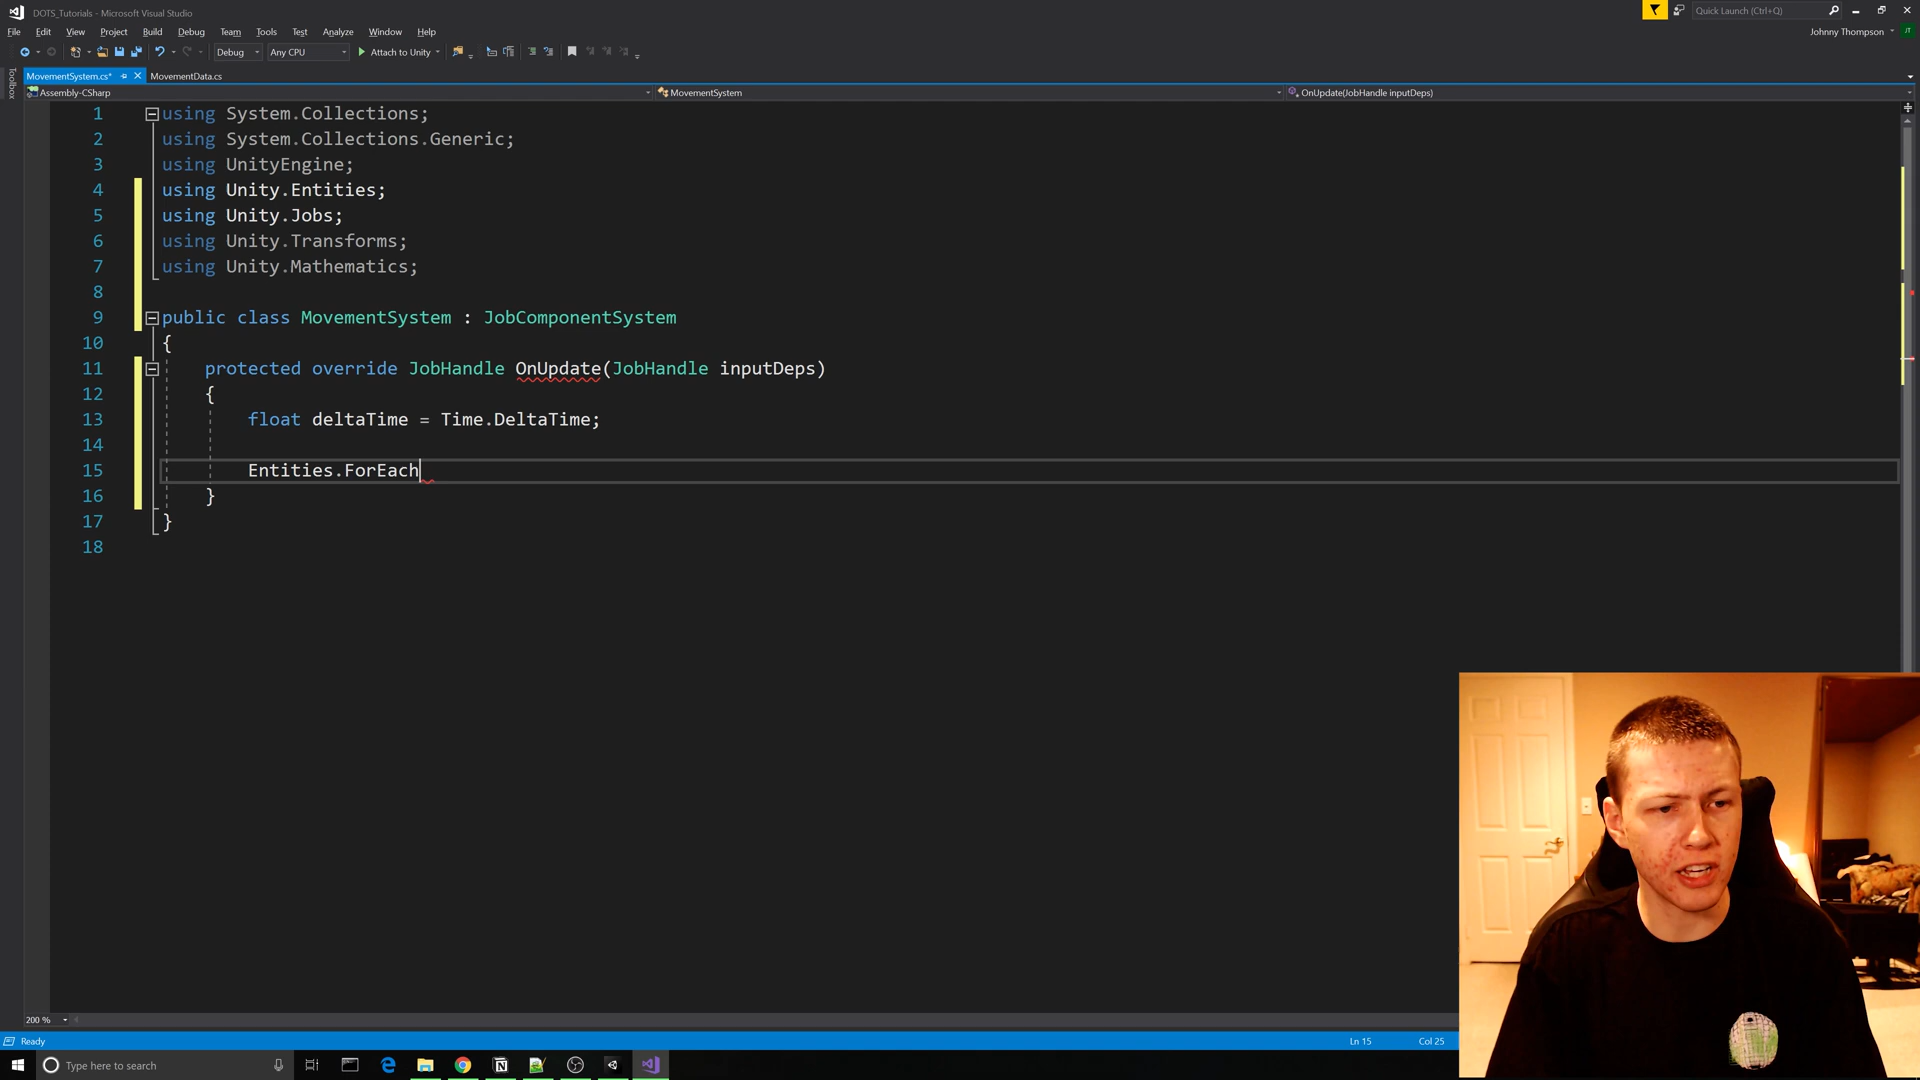 DOTS_Tutorials - Microsoft Visual Studio
Quick Launch (Ctrl+Q)
File Edit View Project Build Debug Team Tools Test Analyze Window Help
Johnny Thompson JT
Debug Any CPU Attach to Unity
Toolbox
MovementSystem.cs* MovementData.cs
Assembly-CSharp MovementSystem OnUpdate(JobHandle inputDeps)
1 using System.Collections;
2 using System.Collections.Generic;
3 using UnityEngine;
4 using Unity.Entities;
5 using Unity.Jobs;
6 using Unity.Transforms;
7 using Unity.Mathematics;
8
9 public class MovementSystem : JobComponentSystem
10 {
11 protected override JobHandle OnUpdate(JobHandle inputDeps)
12 {
13 float deltaTime = Time.DeltaTime;
14
15 Entities.ForEach
16 }
17 }
18
200 %
Ready Ln 15 Col 25
Type here to search